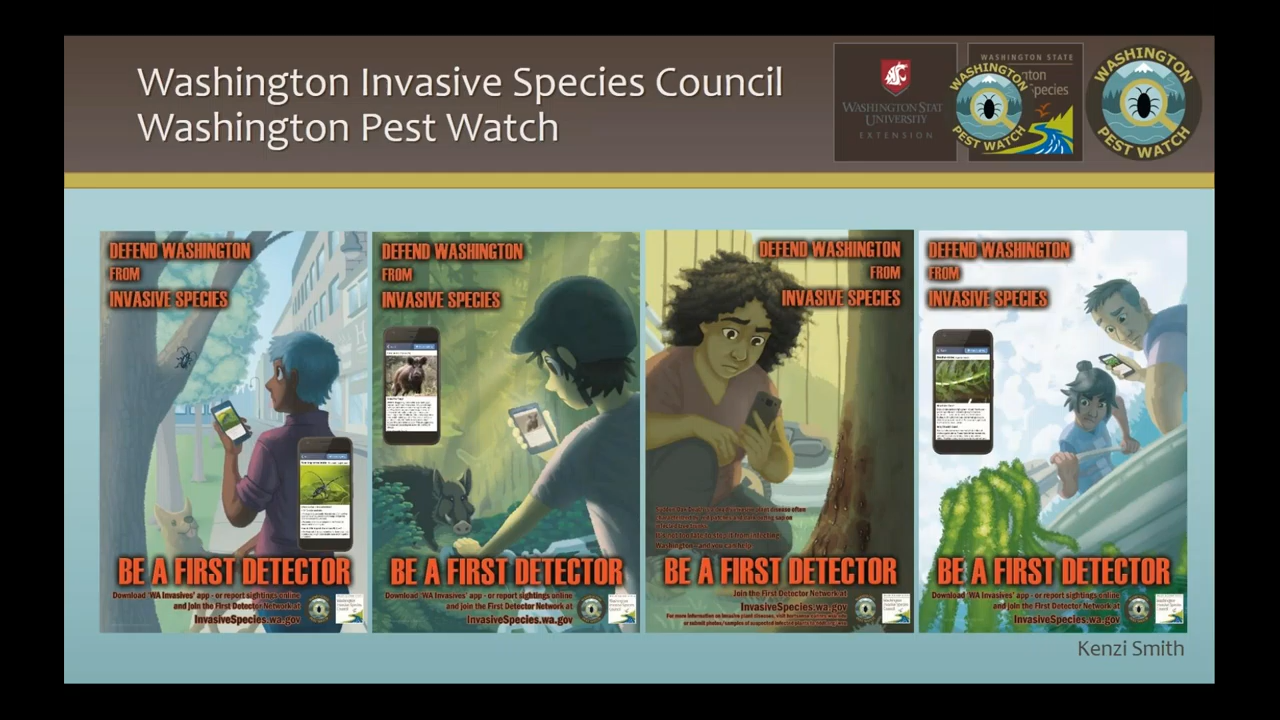 Washington Invasive Species Council
Washington Pest Watch
WASHINGTON STATE
UNIVERSITY
EXTENSION
WASHINGTON STATE
WASHINGTON
PEST WATCH
WASHINGTON
PEST WATCH
DEFEND WASHINGTON
FROM
INVASIVE SPECIES
BE A FIRST DETECTOR
Download 'WA Invasives' app - or report sightings online
and join the First Detector Network at
InvasiveSpecies.wa.gov
DEFEND WASHINGTON
FROM
INVASIVE SPECIES
BE A FIRST DETECTOR
Download 'WA Invasives' app - or report sightings online
and join the First Detector Network at
InvasiveSpecies.wa.gov
DEFEND WASHINGTON
FROM
INVASIVE SPECIES
BE A FIRST DETECTOR
Join the First Detector Network at
InvasiveSpecies.wa.gov
DEFEND WASHINGTON
FROM
INVASIVE SPECIES
BE A FIRST DETECTOR
Download 'WA Invasives' app - or report sightings online
and join the First Detector Network at
InvasiveSpecies.wa.gov
Kenzi Smith